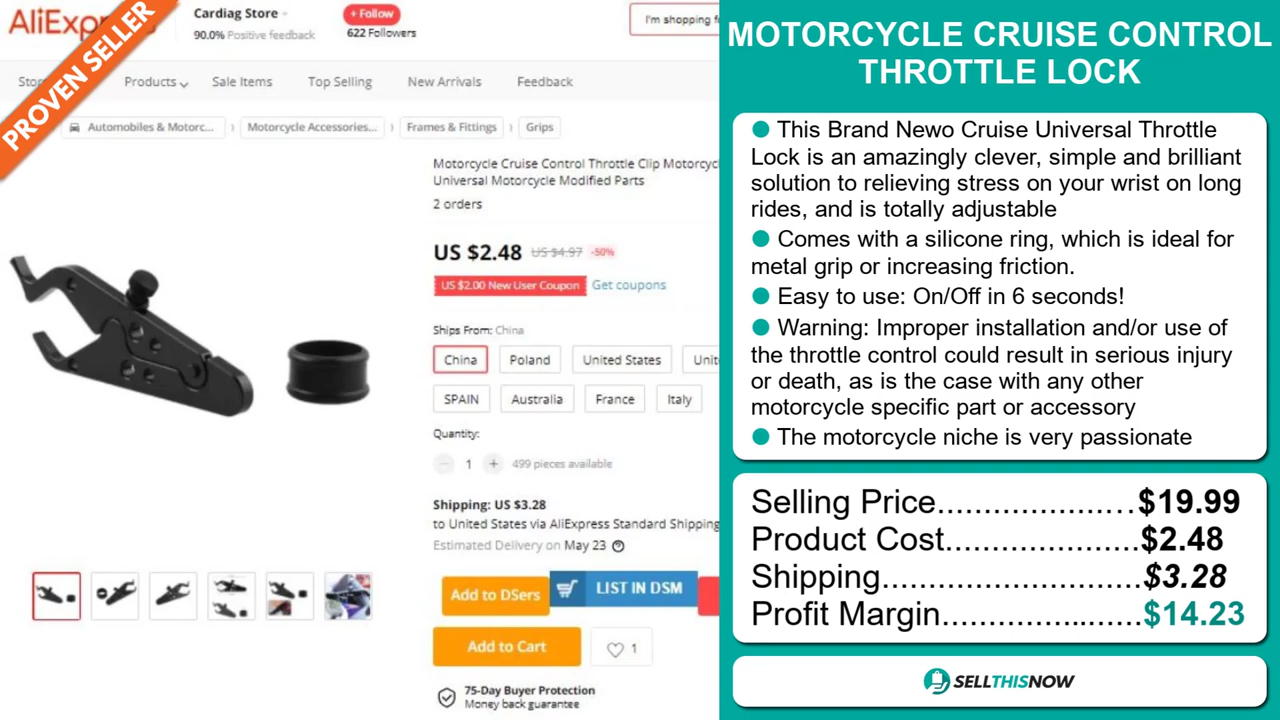 AliExpress
PROVEN SELLER
Cardiag Store
90.0% Positive feedback
+ Follow
622 Followers
I'm shopping
Products
Sale Items
Top Selling
New Arrivals
Feedback
Automobiles & Motorc...
Motorcycle Accessories...
Frames & Fittings
Grips
Motorcycle Cruise Control Throttle Clip Motorcyc
Universal Motorcycle Modified Parts
2 orders
US $2.48 US $4.97 -50%
US $2.00 New User Coupon Get coupons
Ships From: China
China Poland United States
SPAIN Australia France Italy
Quantity:
1 499 pieces available
Shipping: US $3.28
to United States via AliExpress Standard Shipping
Estimated Delivery on May 23
Add to DSers
LIST IN DSM
Add to Cart
1
75-Day Buyer Protection
Money back guarantee
MOTORCYCLE CRUISE CONTROL
THROTTLE LOCK
● This Brand Newo Cruise Universal Throttle
Lock is an amazingly clever, simple and brilliant
solution to relieving stress on your wrist on long
rides, and is totally adjustable
● Comes with a silicone ring, which is ideal for
metal grip or increasing friction.
● Easy to use: On/Off in 6 seconds!
● Warning: Improper installation and/or use of
the throttle control could result in serious injury
or death, as is the case with any other
motorcycle specific part or accessory
● The motorcycle niche is very passionate
Selling Price.....................$19.99
Product Cost.....................$2.48
Shipping............................$3.28
Profit Margin......................$14.23
SELLTHISNOW